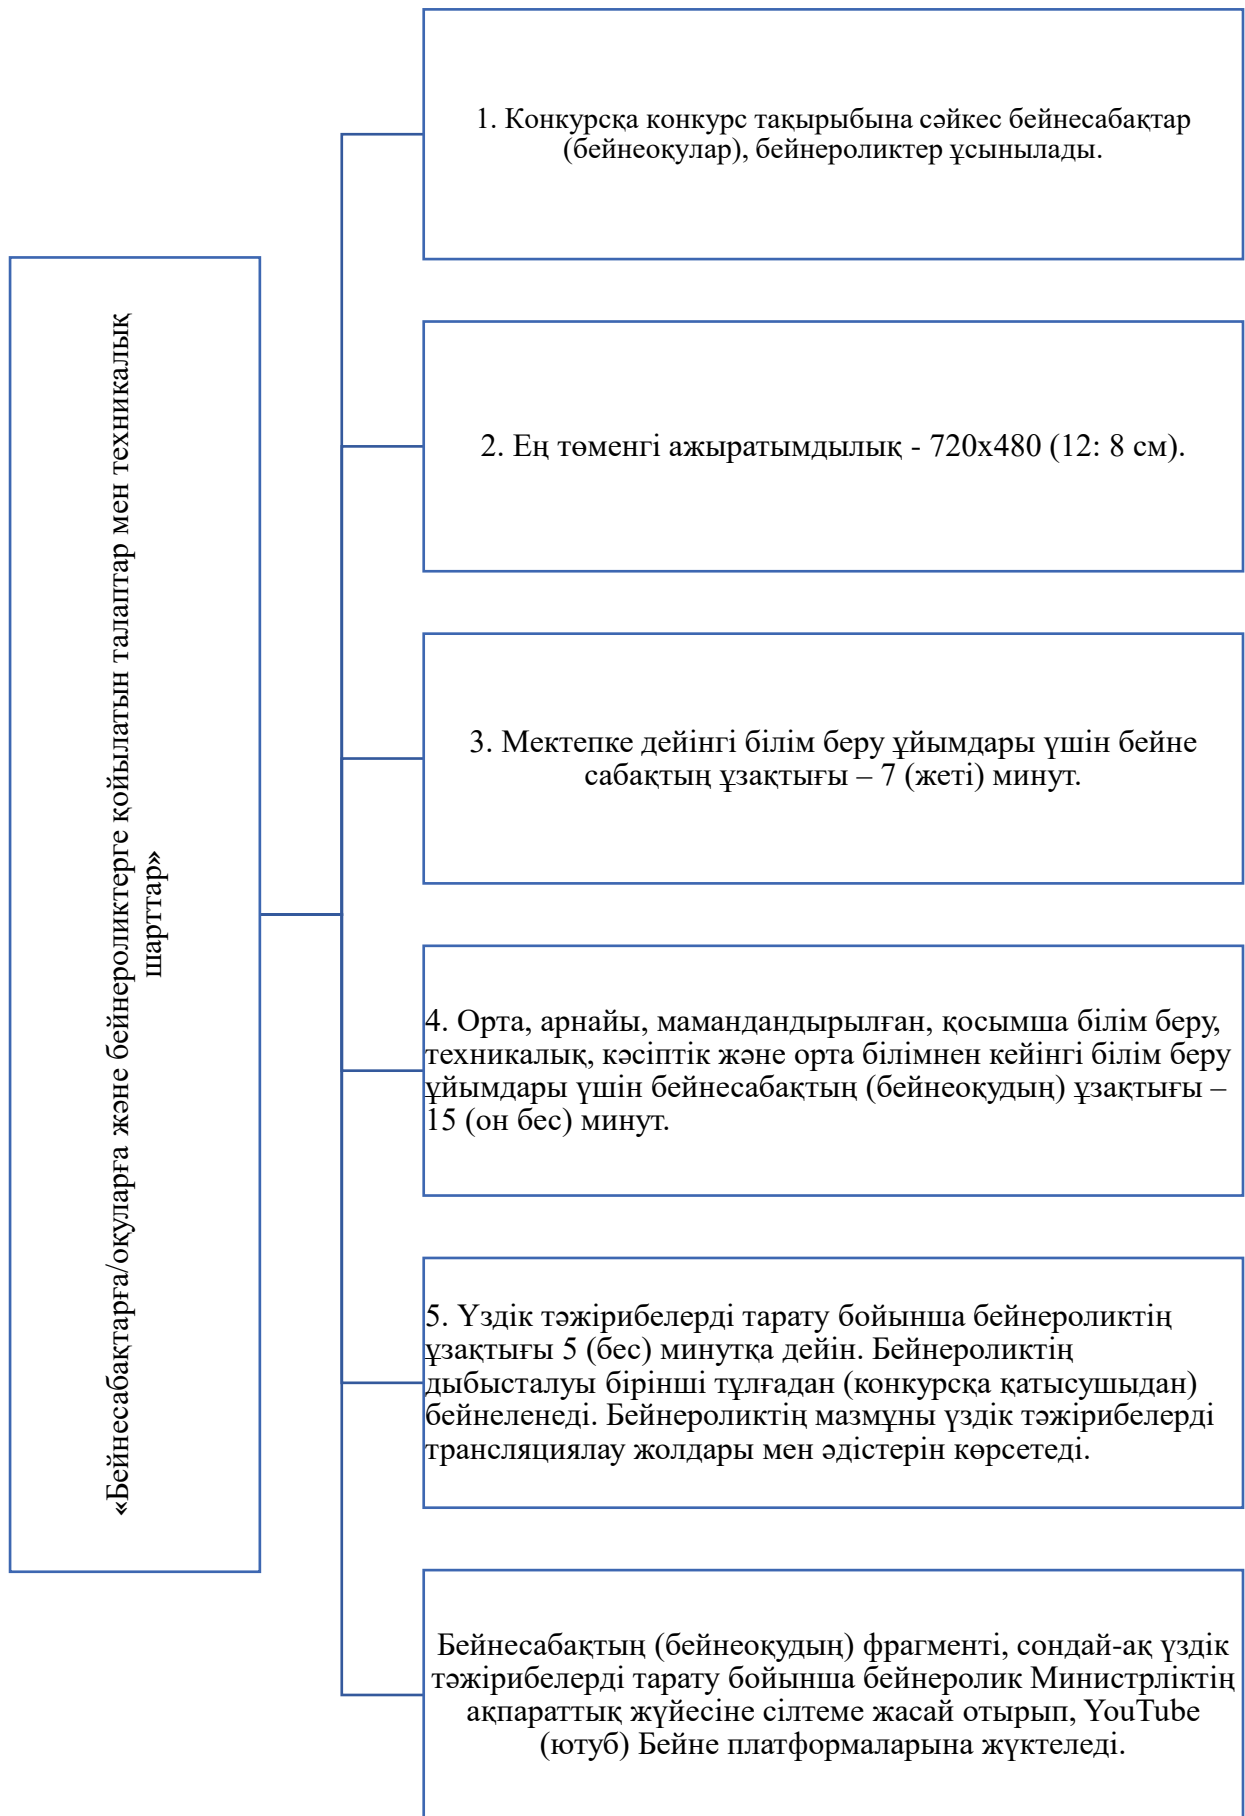 «Бейнесабақтарға/оқуларға және бейнероликтерге қойылатын талаптар мен техникалық
шарттар»
1. Конкурсқа конкурс тақырыбына сәйкес бейнесабақтар
(бейнеоқулар), бейнероликтер ұсынылады.
2. Ең төменгі ажыратымдылық - 720x480 (12: 8 см).
3. Мектепке дейінгі білім беру ұйымдары үшін бейне
сабақтың ұзақтығы – 7 (жеті) минут.
4. Орта, арнайы, мамандандырылған, қосымша білім беру,
техникалық, кәсіптік және орта білімнен кейінгі білім беру
ұйымдары үшін бейнесабақтың (бейнеоқудың) ұзақтығы –
15 (он бес) минут.
5. Үздік тәжірибелерді тарату бойынша бейнероликтің
ұзақтығы 5 (бес) минутқа дейін. Бейнероликтің
дыбысталуы бірінші тұлғадан (конкурсқа қатысушыдан)
бейнеленеді. Бейнероликтің мазмұны үздік тәжірибелерді
трансляциялау жолдары мен әдістерін көрсетеді.
Бейнесабақтың (бейнеоқудың) фрагменті, сондай-ақ үздік
тәжірибелерді тарату бойынша бейнеролик Министрліктің
ақпараттық жүйесіне сілтеме жасай отырып, YouTube
(ютуб) Бейне платформаларына жүктеледі.